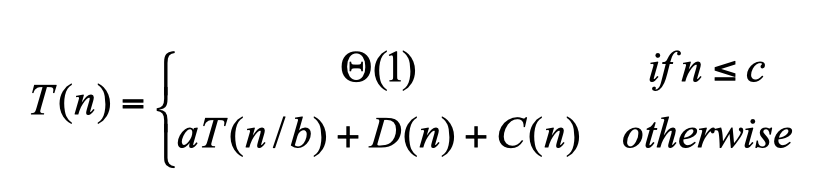 T(n) = { Θ(1) if n ≤ c
aT(n/b) + D(n) + C(n) otherwise